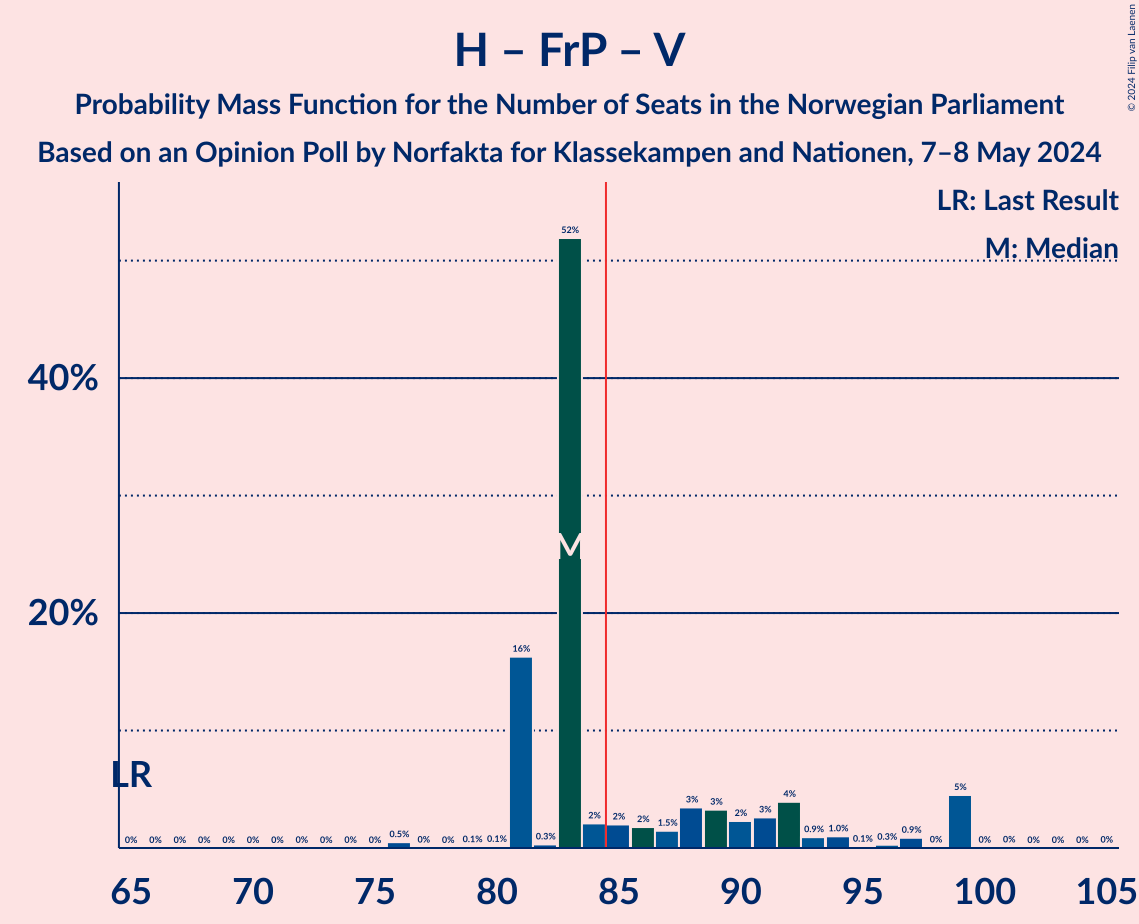 H – FrP – V
Probability Mass Function for the Number of Seats in the Norwegian Parliament
Based on an Opinion Poll by Norfakta for Klassekampen and Nationen, 7–8 May 2024
© 2024 Filip van Laenen
LR: Last Result
M: Median
40%
20%
LR
M
0% 0% 0% 0% 0% 0% 0% 0% 0% 0% 0% 0.5% 0% 0% 0.1% 0.1% 16% 0.3% 52% 2% 2% 2% 1.5% 3% 3% 2% 3% 4% 0.9% 1.0% 0.1% 0.3% 0.9% 0% 5% 0% 0% 0% 0% 0% 0%
65 70 75 80 85 90 95 100 105